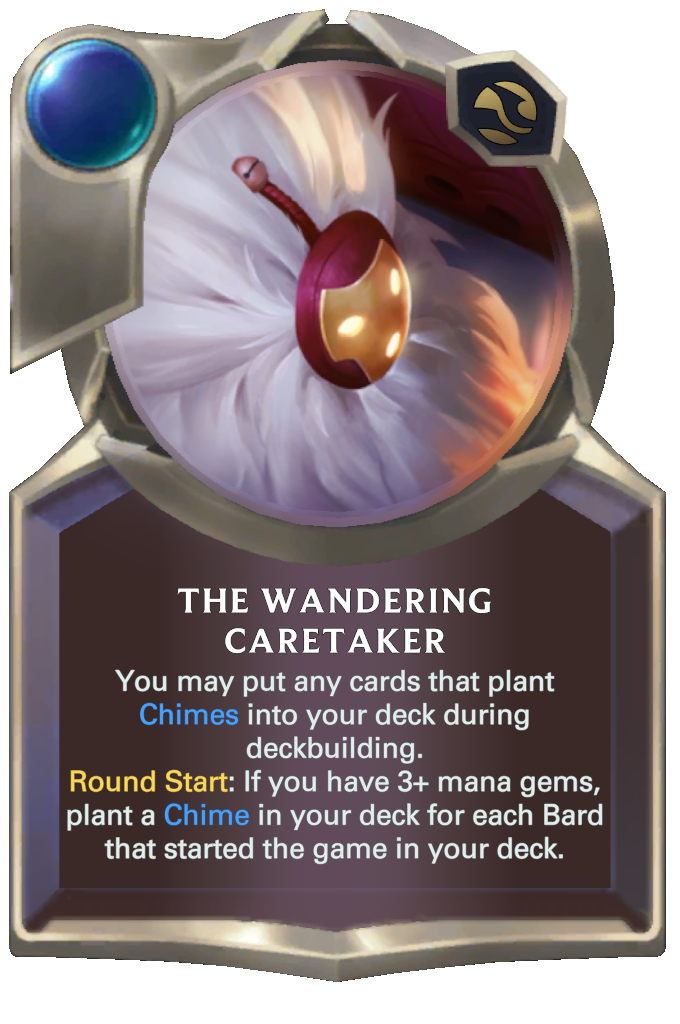 THE WANDERING
CARETAKER
You may put any cards that plant
Chimes into your deck during
deckbuilding.
Round Start: If you have 3+ mana gems,
plant a Chime in your deck for each Bard
that started the game in your deck.